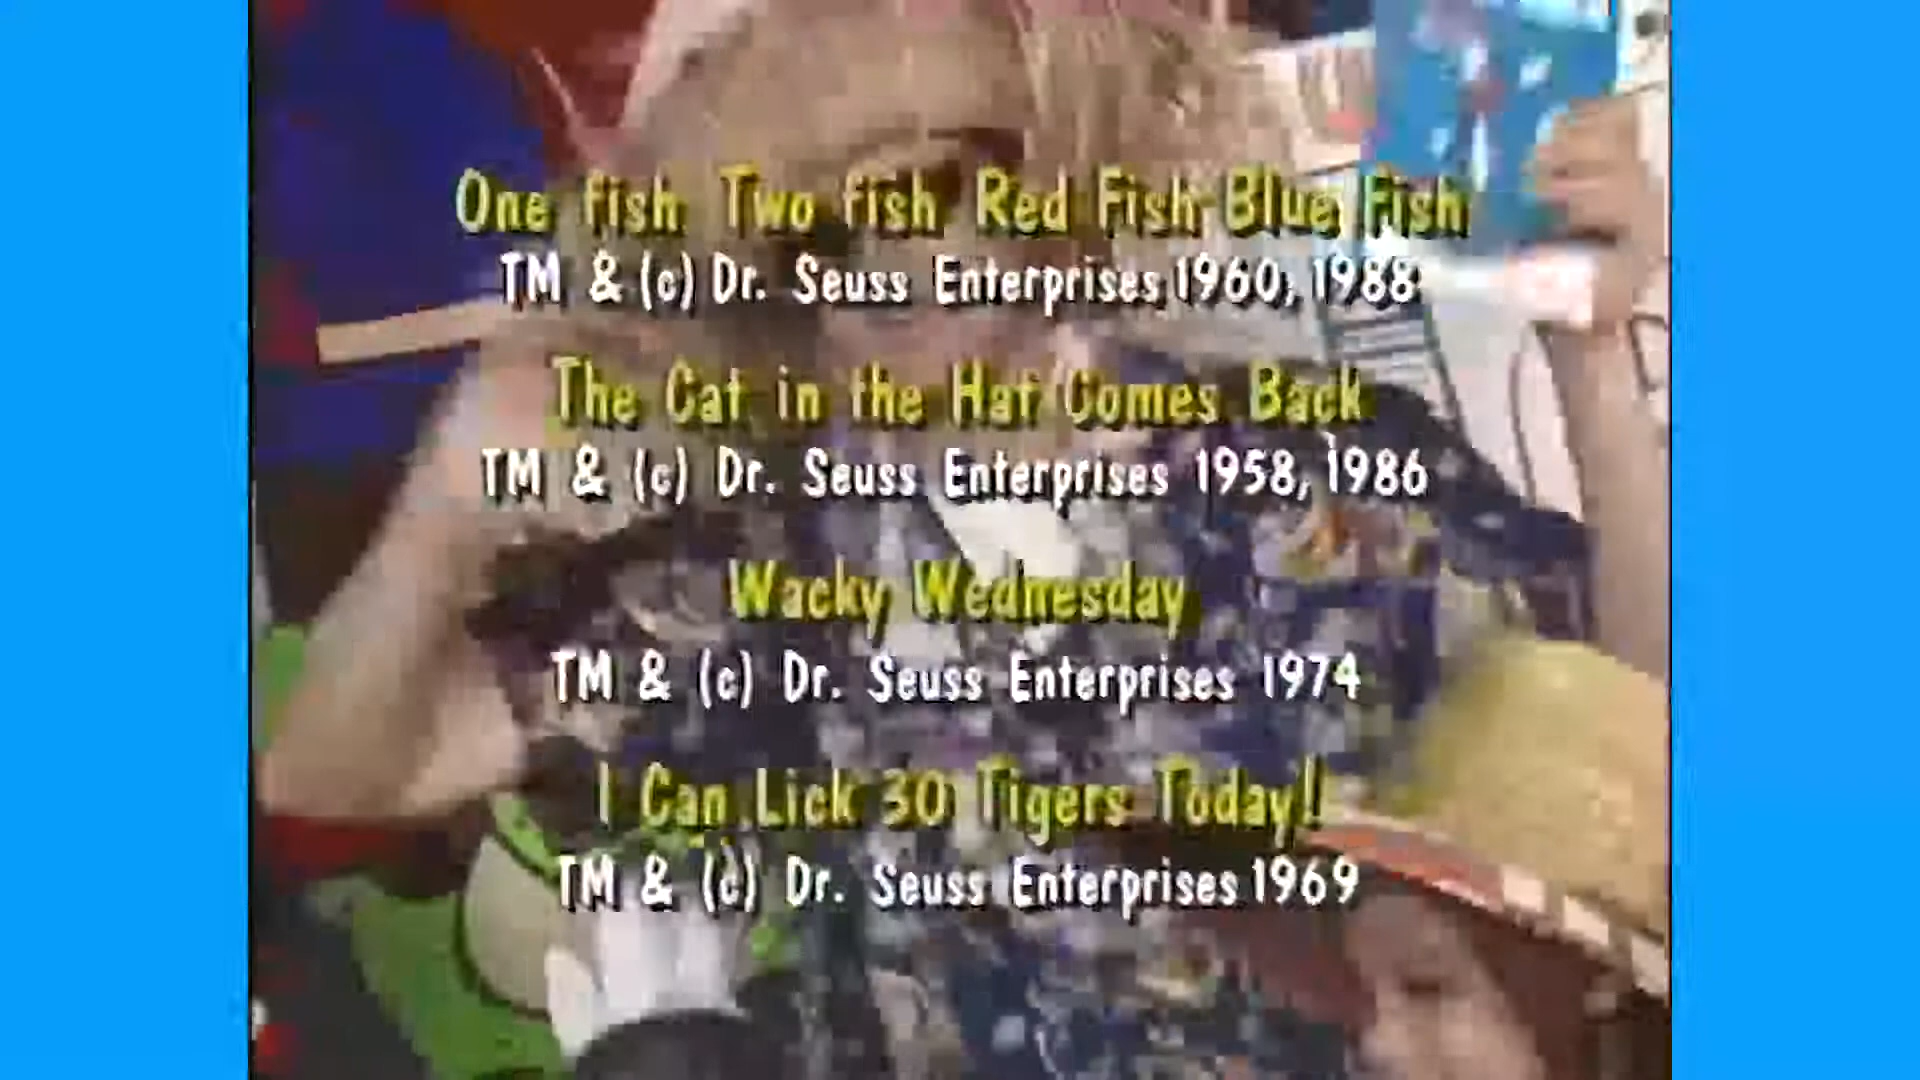 One fish Two fish Red Fish Blue Fish
TM & (c) Dr. Seuss Enterprises 1960, 1988
The Cat in the Hat Comes Back
TM & (c) Dr. Seuss Enterprises 1958, 1986
Wacky Wednesday
TM & (c) Dr. Seuss Enterprises 1974
I Can Lick 30 Tigers Today!
TM & (c) Dr. Seuss Enterprises 1969